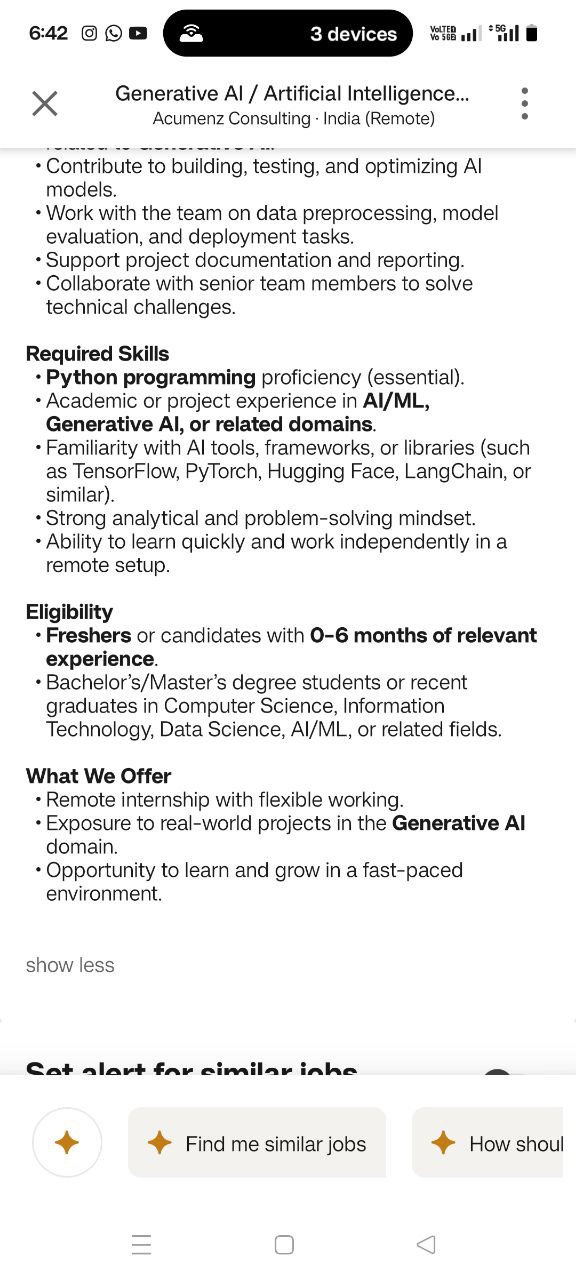 6:42
3 devices
VoLTED
Vo 5GB
5G
Generative AI / Artificial Intelligence...
Acumenz Consulting · India (Remote)
related to Generative AI.
• Contribute to building, testing, and optimizing AI
models.
• Work with the team on data preprocessing, model
evaluation, and deployment tasks.
• Support project documentation and reporting.
• Collaborate with senior team members to solve
technical challenges.
Required Skills
• Python programming proficiency (essential).
• Academic or project experience in AI/ML,
Generative AI, or related domains.
• Familiarity with AI tools, frameworks, or libraries (such
as TensorFlow, PyTorch, Hugging Face, LangChain, or
similar).
• Strong analytical and problem-solving mindset.
• Ability to learn quickly and work independently in a
remote setup.
Eligibility
• Freshers or candidates with 0–6 months of relevant
experience.
• Bachelor’s/Master’s degree students or recent
graduates in Computer Science, Information
Technology, Data Science, AI/ML, or related fields.
What We Offer
• Remote internship with flexible working.
• Exposure to real-world projects in the Generative AI
domain.
• Opportunity to learn and grow in a fast-paced
environment.
show less
Set alert for similar jobs
Find me similar jobs
How shoul